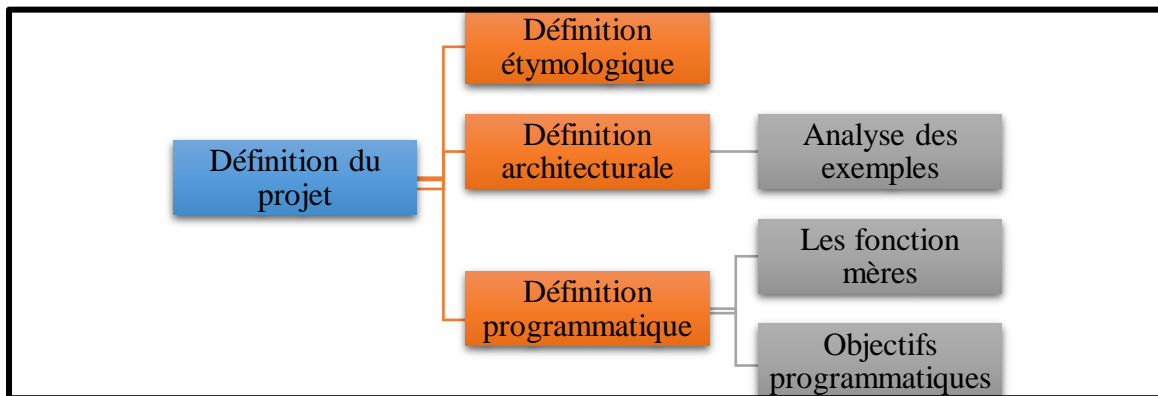 Définition du
projet
Définition
étymologique
Définition
architecturale
Analyse des
exemples
Définition
programmatique
Les fonction
mères
Objectifs
programmatiques